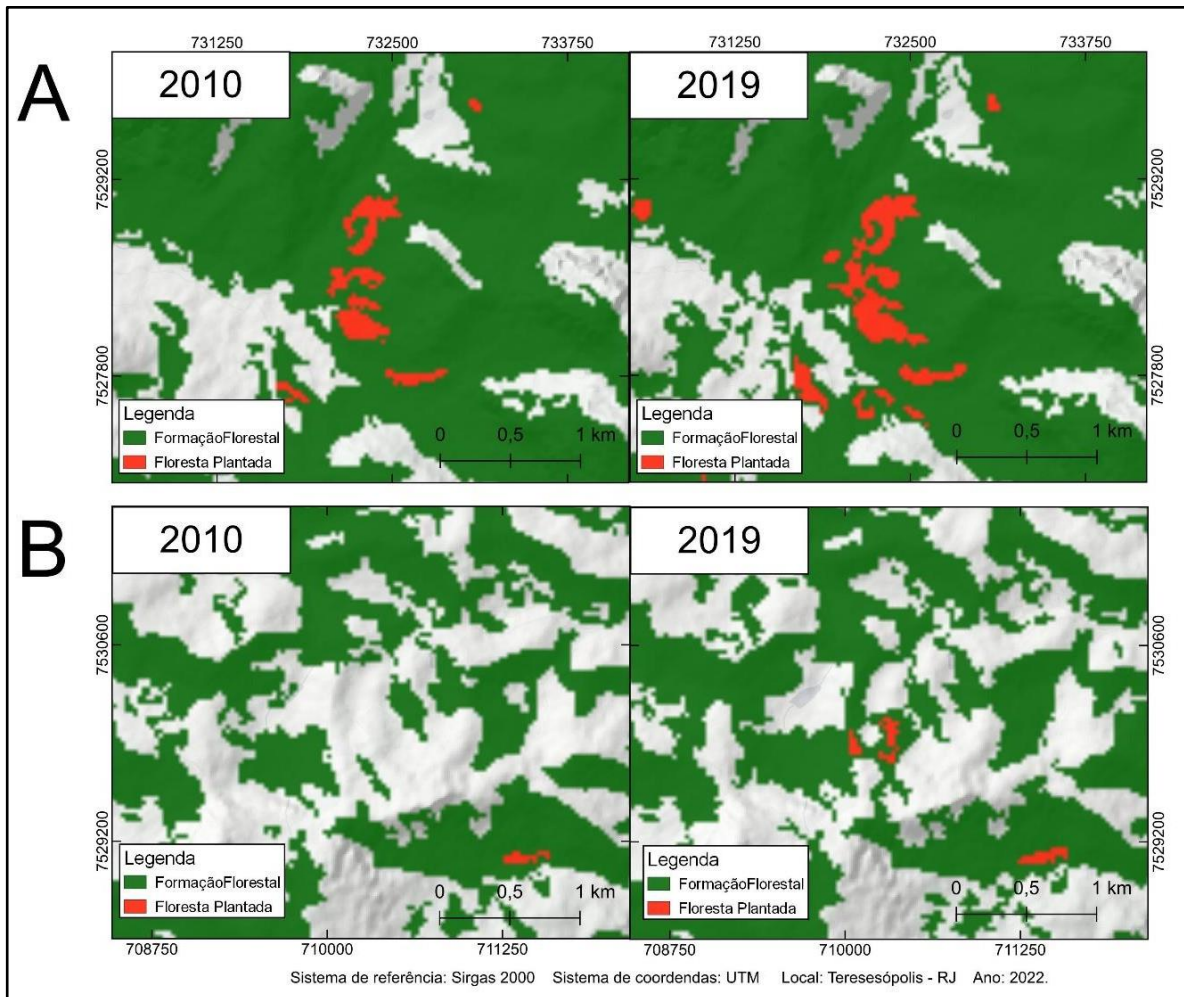 731250 732500 733750 731250 732500 733750
A
2010
2019
7529200
7529200
7527800
7527800
Legenda
FormaçãoFlorestal
Floresta Plantada
0 0,5 1 km
Legenda
FormaçãoFlorestal
Floresta Plantada
0 0,5 1 km
B
2010
2019
7530600
7530600
7529200
7529200
Legenda
FormaçãoFlorestal
Floresta Plantada
0 0,5 1 km
Legenda
FormaçãoFlorestal
Floresta Plantada
0 0,5 1 km
708750 710000 711250 708750 710000 711250
Sistema de referência: Sirgas 2000 Sistema de coordendas: UTM Local: Teresesópolis - RJ Ano: 2022.